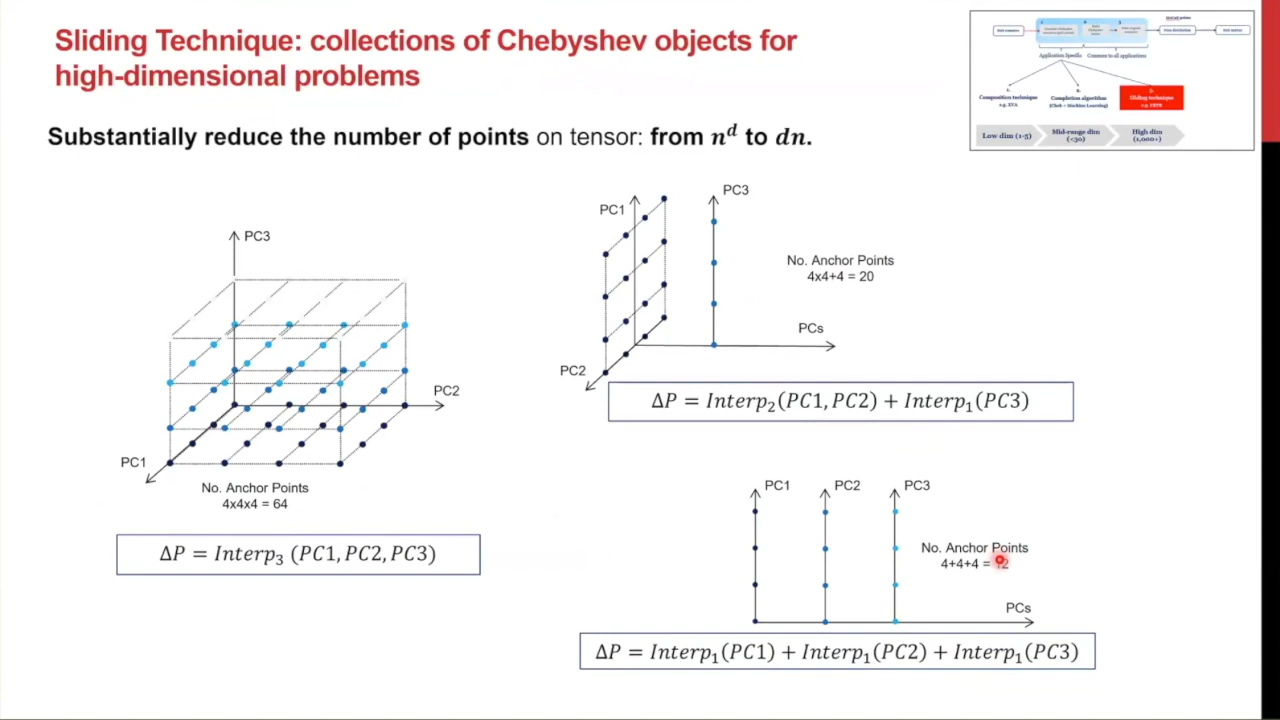 Sliding Technique: collections of Chebyshev objects for
high-dimensional problems
Substantially reduce the number of points on tensor: from n^d to dn.
Application Specific
Common to all applications
Composition technique
e.g. XVA
Completion algorithm
(Cheb + Machine Learning)
Sliding technique
Low dim (1-5)
Mid-range dim
(<30)
High dim
(1,000+)
PC3
PC2
PC1
No. Anchor Points
4x4x4 = 64
ΔP = Interp₃ (PC1, PC2, PC3)
PC3
PC1
No. Anchor Points
4x4+4 = 20
PCs
PC2
ΔP = Interp₂(PC1, PC2) + Interp₁(PC3)
PC1
PC2
PC3
No. Anchor Points
4+4+4 = 12
PCs
ΔP = Interp₁(PC1) + Interp₁(PC2) + Interp₁(PC3)